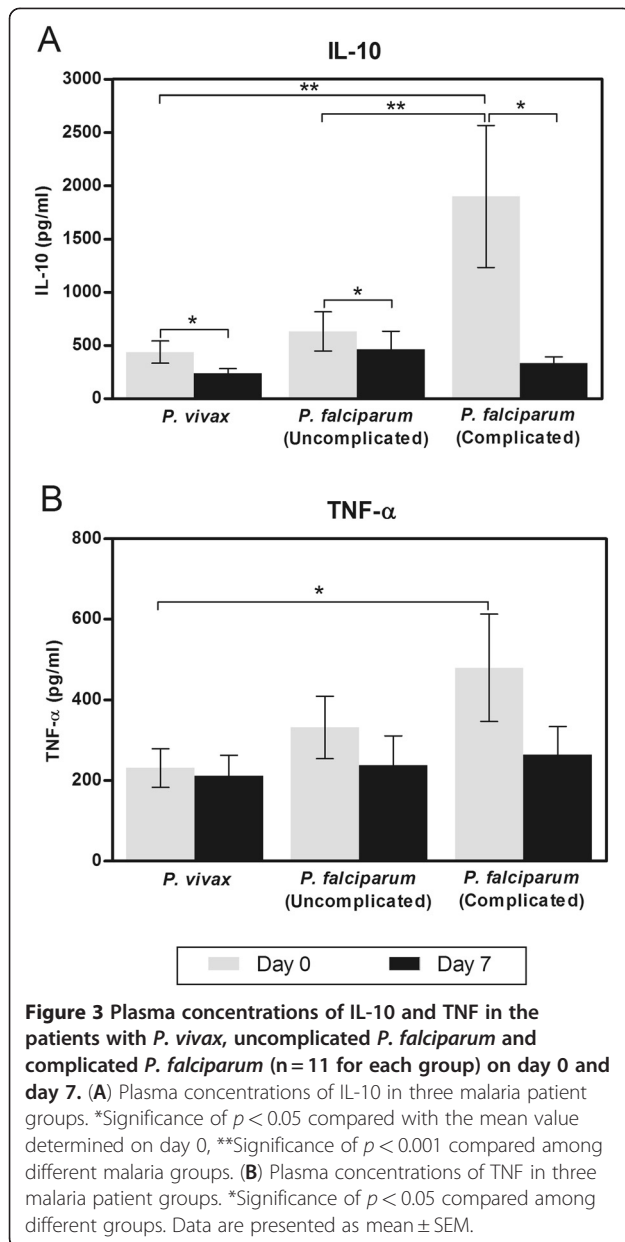 A
IL-10
3000
2500
2000
1500
1000
500
0
IL-10 (pg/ml)
**
**
*
*
*
P. vivax
P. falciparum
(Uncomplicated)
P. falciparum
(Complicated)
B
TNF-α
800
600
400
200
0
TNF-α (pg/ml)
*
P. vivax
P. falciparum
(Uncomplicated)
P. falciparum
(Complicated)
Day 0
Day 7
Figure 3 Plasma concentrations of IL-10 and TNF in the
patients with P. vivax, uncomplicated P. falciparum and
complicated P. falciparum (n = 11 for each group) on day 0 and
day 7. (A) Plasma concentrations of IL-10 in three malaria patient
groups. *Significance of p < 0.05 compared with the mean value
determined on day 0, **Significance of p < 0.001 compared among
different malaria groups. (B) Plasma concentrations of TNF in three
malaria patient groups. *Significance of p < 0.05 compared among
different groups. Data are presented as mean ± SEM.